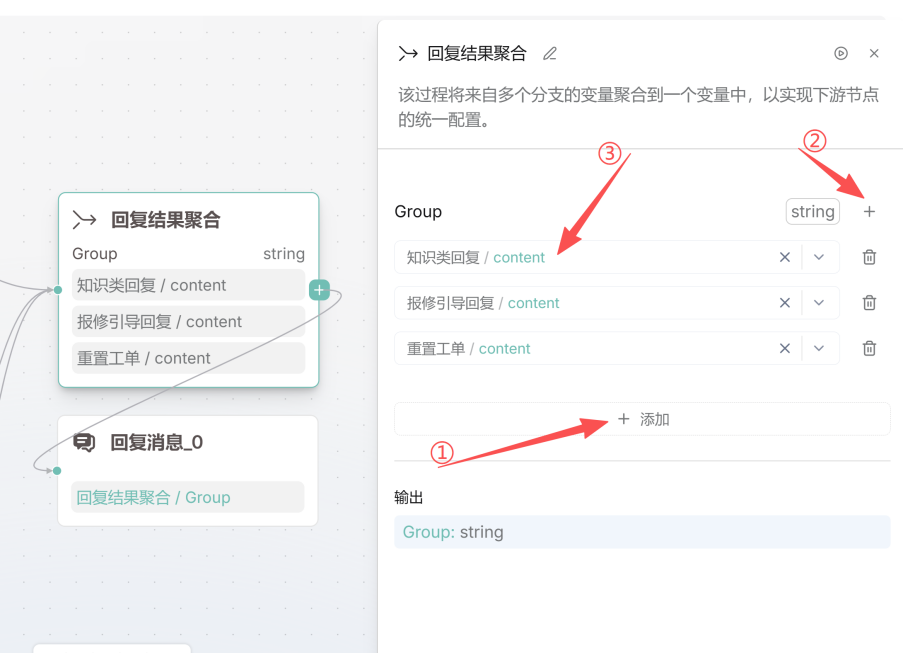 回复结果聚合
Group string
知识类回复 / content
报修引导回复 / content
重置工单 / content
回复消息_0
回复结果聚合 / Group
回复结果聚合
该过程将来自多个分支的变量聚合到一个变量中，以实现下游节点
的统一配置。
③
②
Group string
知识类回复 / content
报修引导回复 / content
重置工单 / content
添加
①
输出
Group: string